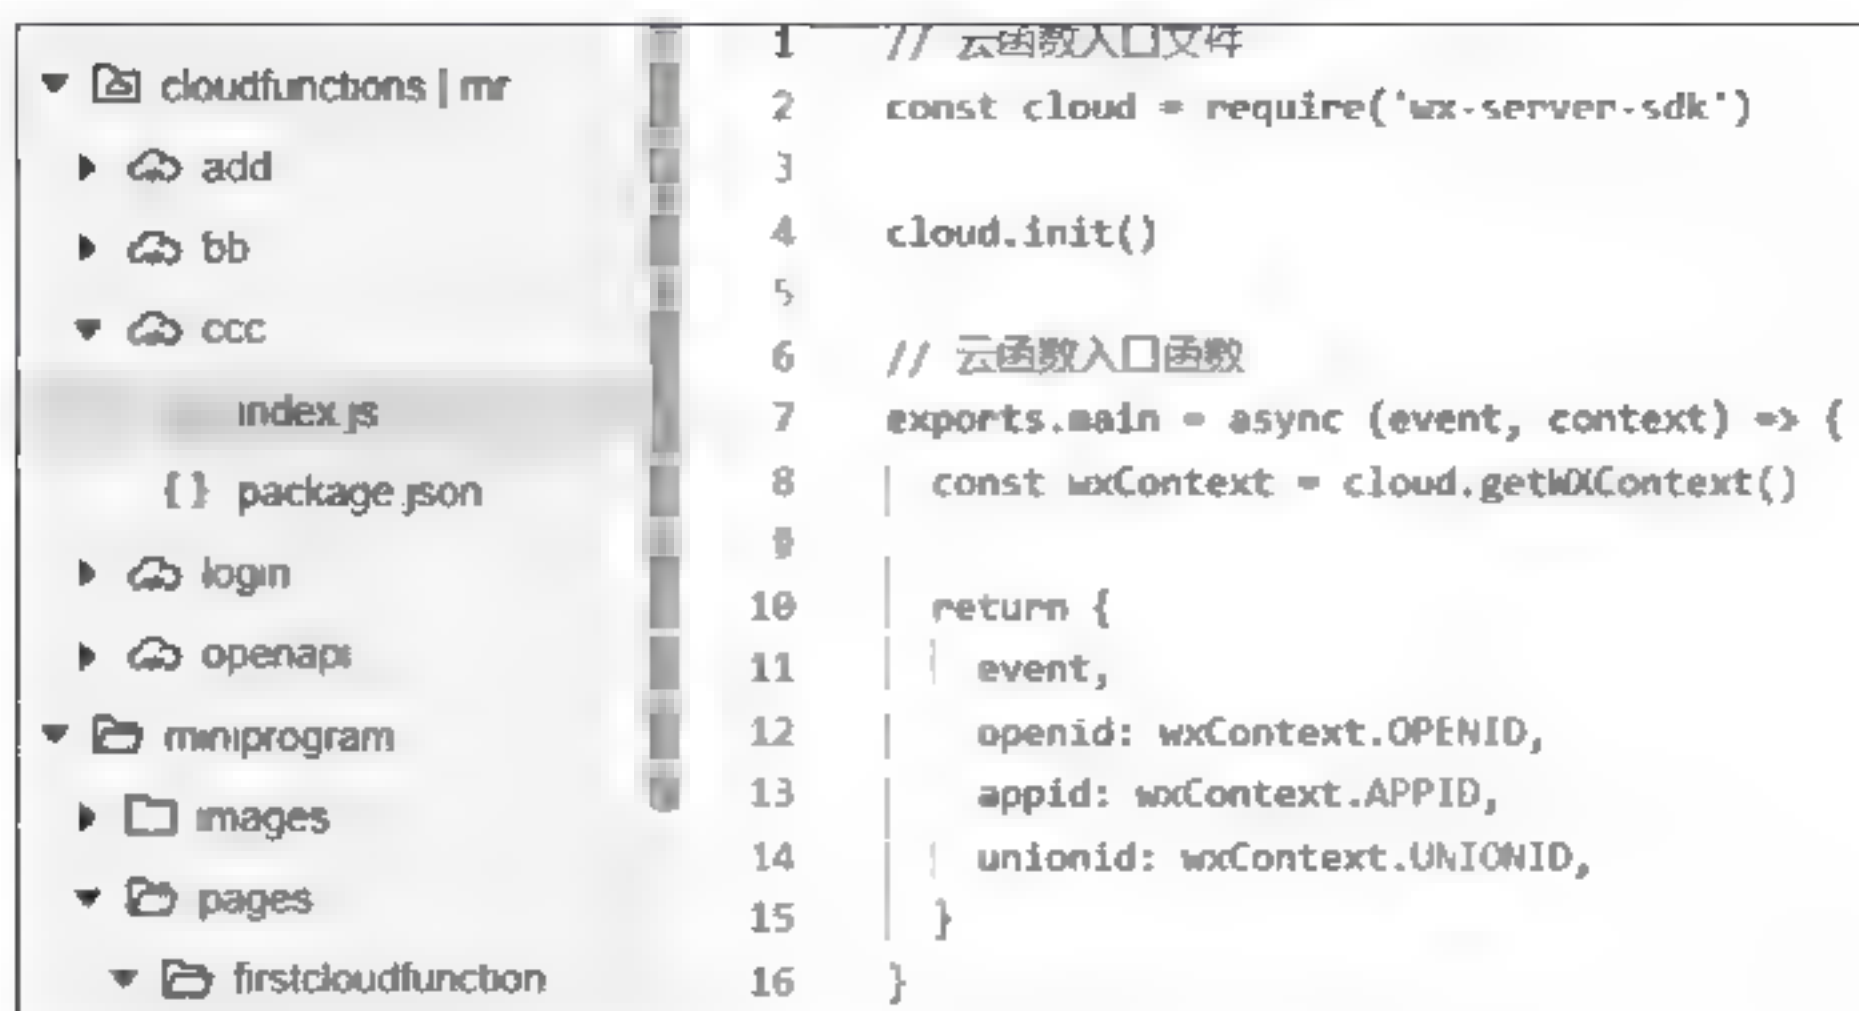 cloudfunctions | mr
add
bb
ccc
index.js
{ } package.json
login
openapi
miniprogram
images
pages
firstcloudfunction
1 // 云函数入口文件
2 const cloud = require('wx-server-sdk')
3
4 cloud.init()
5
6 // 云函数入口函数
7 exports.main = async (event, context) => {
8 const wxContext = cloud.getWXContext()
9
10 return {
11 event,
12 openid: wxContext.OPENID,
13 appid: wxContext.APPID,
14 unionid: wxContext.UNIONID,
15 }
16 }